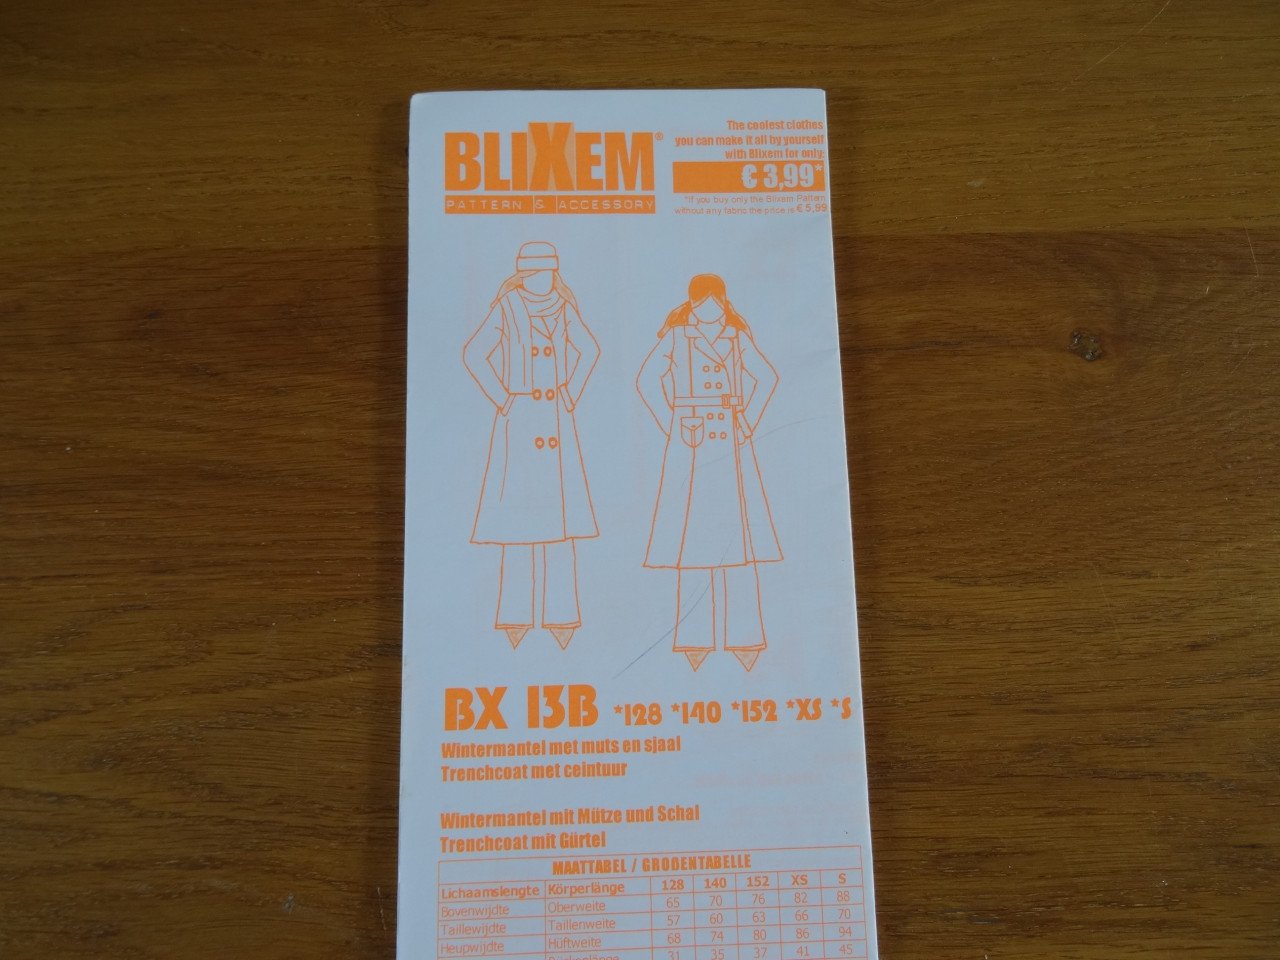 BLIXEM®
PATTERN & ACCESSORY
The coolest clothes
you can make it all by yourself
with Blixem for only:
€ 3,99*
*If you buy only the Blixem Pattern
without any fabric the price is € 5,99
BX 13B *128 *140 *152 *XS *S
Wintermantel met muts en sjaal
Trenchcoat met ceintuur
Wintermantel mit Mütze und Schal
Trenchcoat mit Gürtel
MAATTABEL / GROßENTABELLE
Lichaamslengte Körperlänge 128 140 152 XS S
Bovenwijdte Oberweite 65 70 76 82 88
Taillewijdte Taillenweite 57 60 63 66 70
Heupwijdte Hüftweite 68 74 80 86 94
31 35 37 41 45